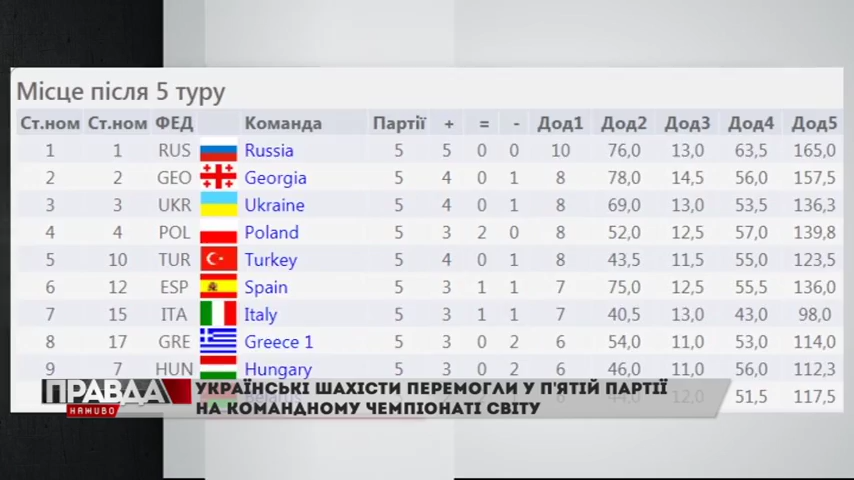 Місце після 5 туру
Ст.ном Ст.ном ФЕД Команда Партії + = - Дод1 Дод2 Дод3 Дод4 Дод5
1 1 RUS Russia 5 5 0 0 10 76,0 13,0 63,5 165,0
2 2 GEO Georgia 5 4 0 1 8 78,0 14,5 56,0 157,5
3 3 UKR Ukraine 5 4 0 1 8 69,0 13,0 53,5 136,3
4 4 POL Poland 5 3 2 0 8 52,0 12,5 57,0 139,8
5 10 TUR Turkey 5 4 0 1 8 43,5 11,5 55,0 123,5
6 12 ESP Spain 5 3 1 1 7 75,0 12,5 55,5 136,0
7 15 ITA Italy 5 3 1 1 7 40,5 13,0 43,0 98,0
8 17 GRE Greece 1 5 3 0 2 6 54,0 11,0 53,0 114,0
9 7 HUN Hungary 5 3 0 2 6 46,0 11,0 56,0 112,3
Belarus 44,0 12,0 51,5 117,5
ПРАВДА
НАЖИВО
УКРАЇНСЬКІ ШАХІСТИ ПЕРЕМОГЛИ У П'ЯТІЙ ПАРТІЇ
НА КОМАНДНОМУ ЧЕМПІОНАТІ СВІТУ